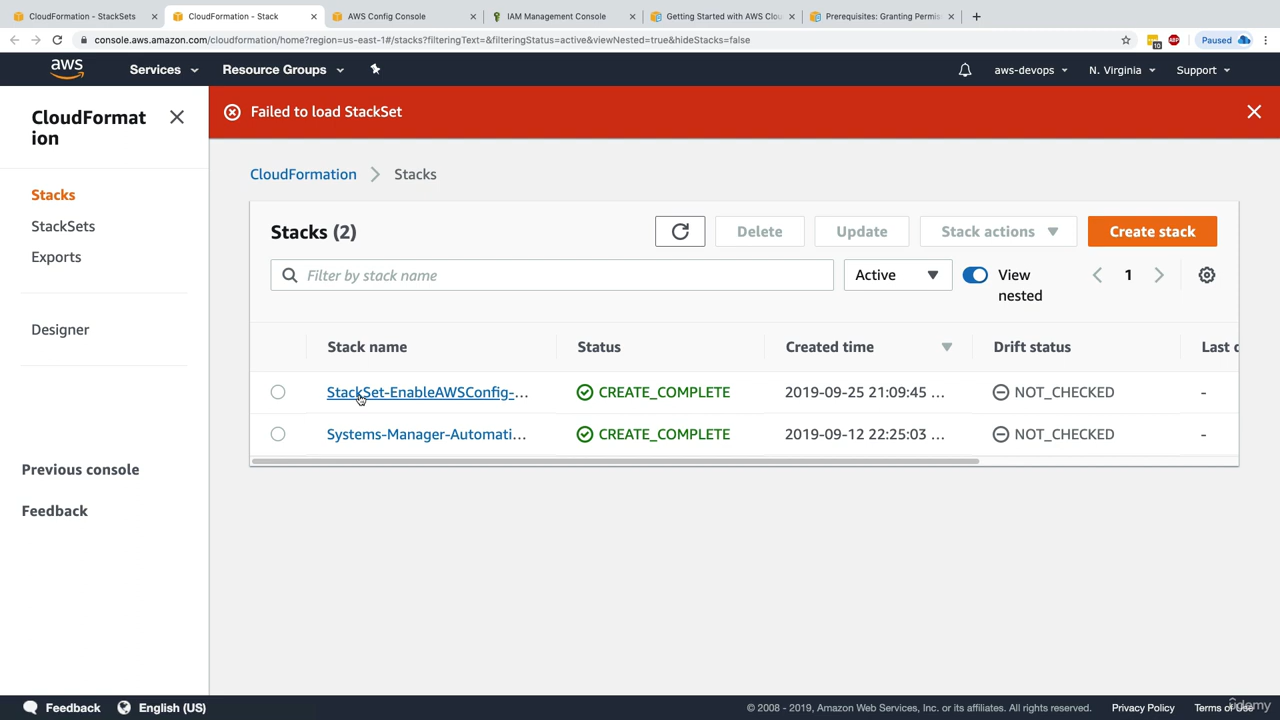 CloudFormation - StackSets
CloudFormation - Stack
AWS Config Console
IAM Management Console
Getting Started with AWS Clou
Prerequisites: Granting Permis
console.aws.amazon.com/cloudformation/home?region=us-east-1#/stacks?filteringText=&filteringStatus=active&viewNested=true&hideStacks=false
10
ABP
Paused
aws
Services
Resource Groups
aws-devops
N. Virginia
Support
CloudFormat
ion
Failed to load StackSet
Stacks
StackSets
Exports
Designer
Previous console
Feedback
CloudFormation
Stacks
Stacks (2)
Delete
Update
Stack actions
Create stack
Filter by stack name
Active
View
nested
1
Stack name
Status
Created time
Drift status
Last c
StackSet-EnableAWSConfig-...
CREATE_COMPLETE
2019-09-25 21:09:45 ...
NOT_CHECKED
-
Systems-Manager-Automati...
CREATE_COMPLETE
2019-09-12 22:25:03 ...
NOT_CHECKED
-
Feedback
English (US)
© 2008 - 2019, Amazon Web Services, Inc. or its affiliates. All rights reserved.
Privacy Policy
Terms of Use
ûdemy